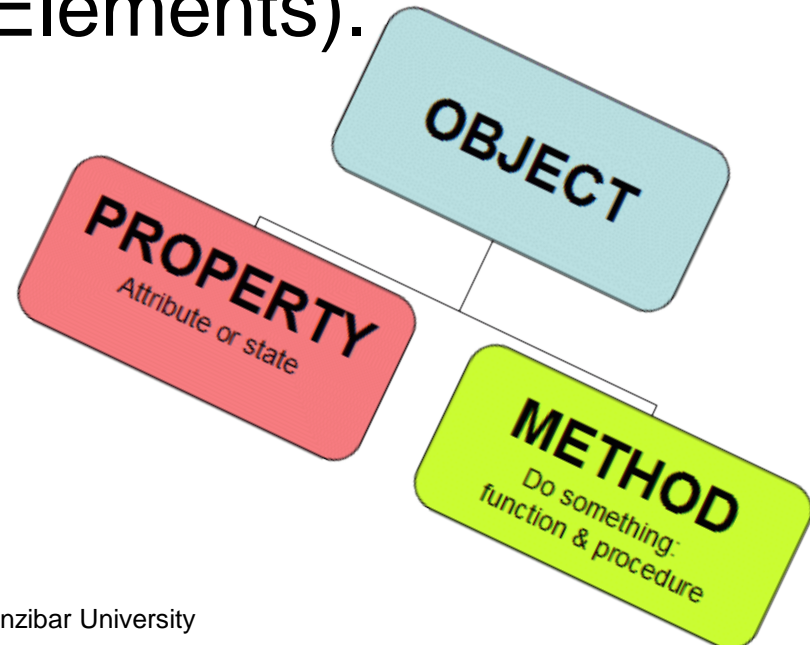 Elements).
OBJECT
PROPERTY
Attribute or state
METHOD
Do something:
function & procedure
nzibar University